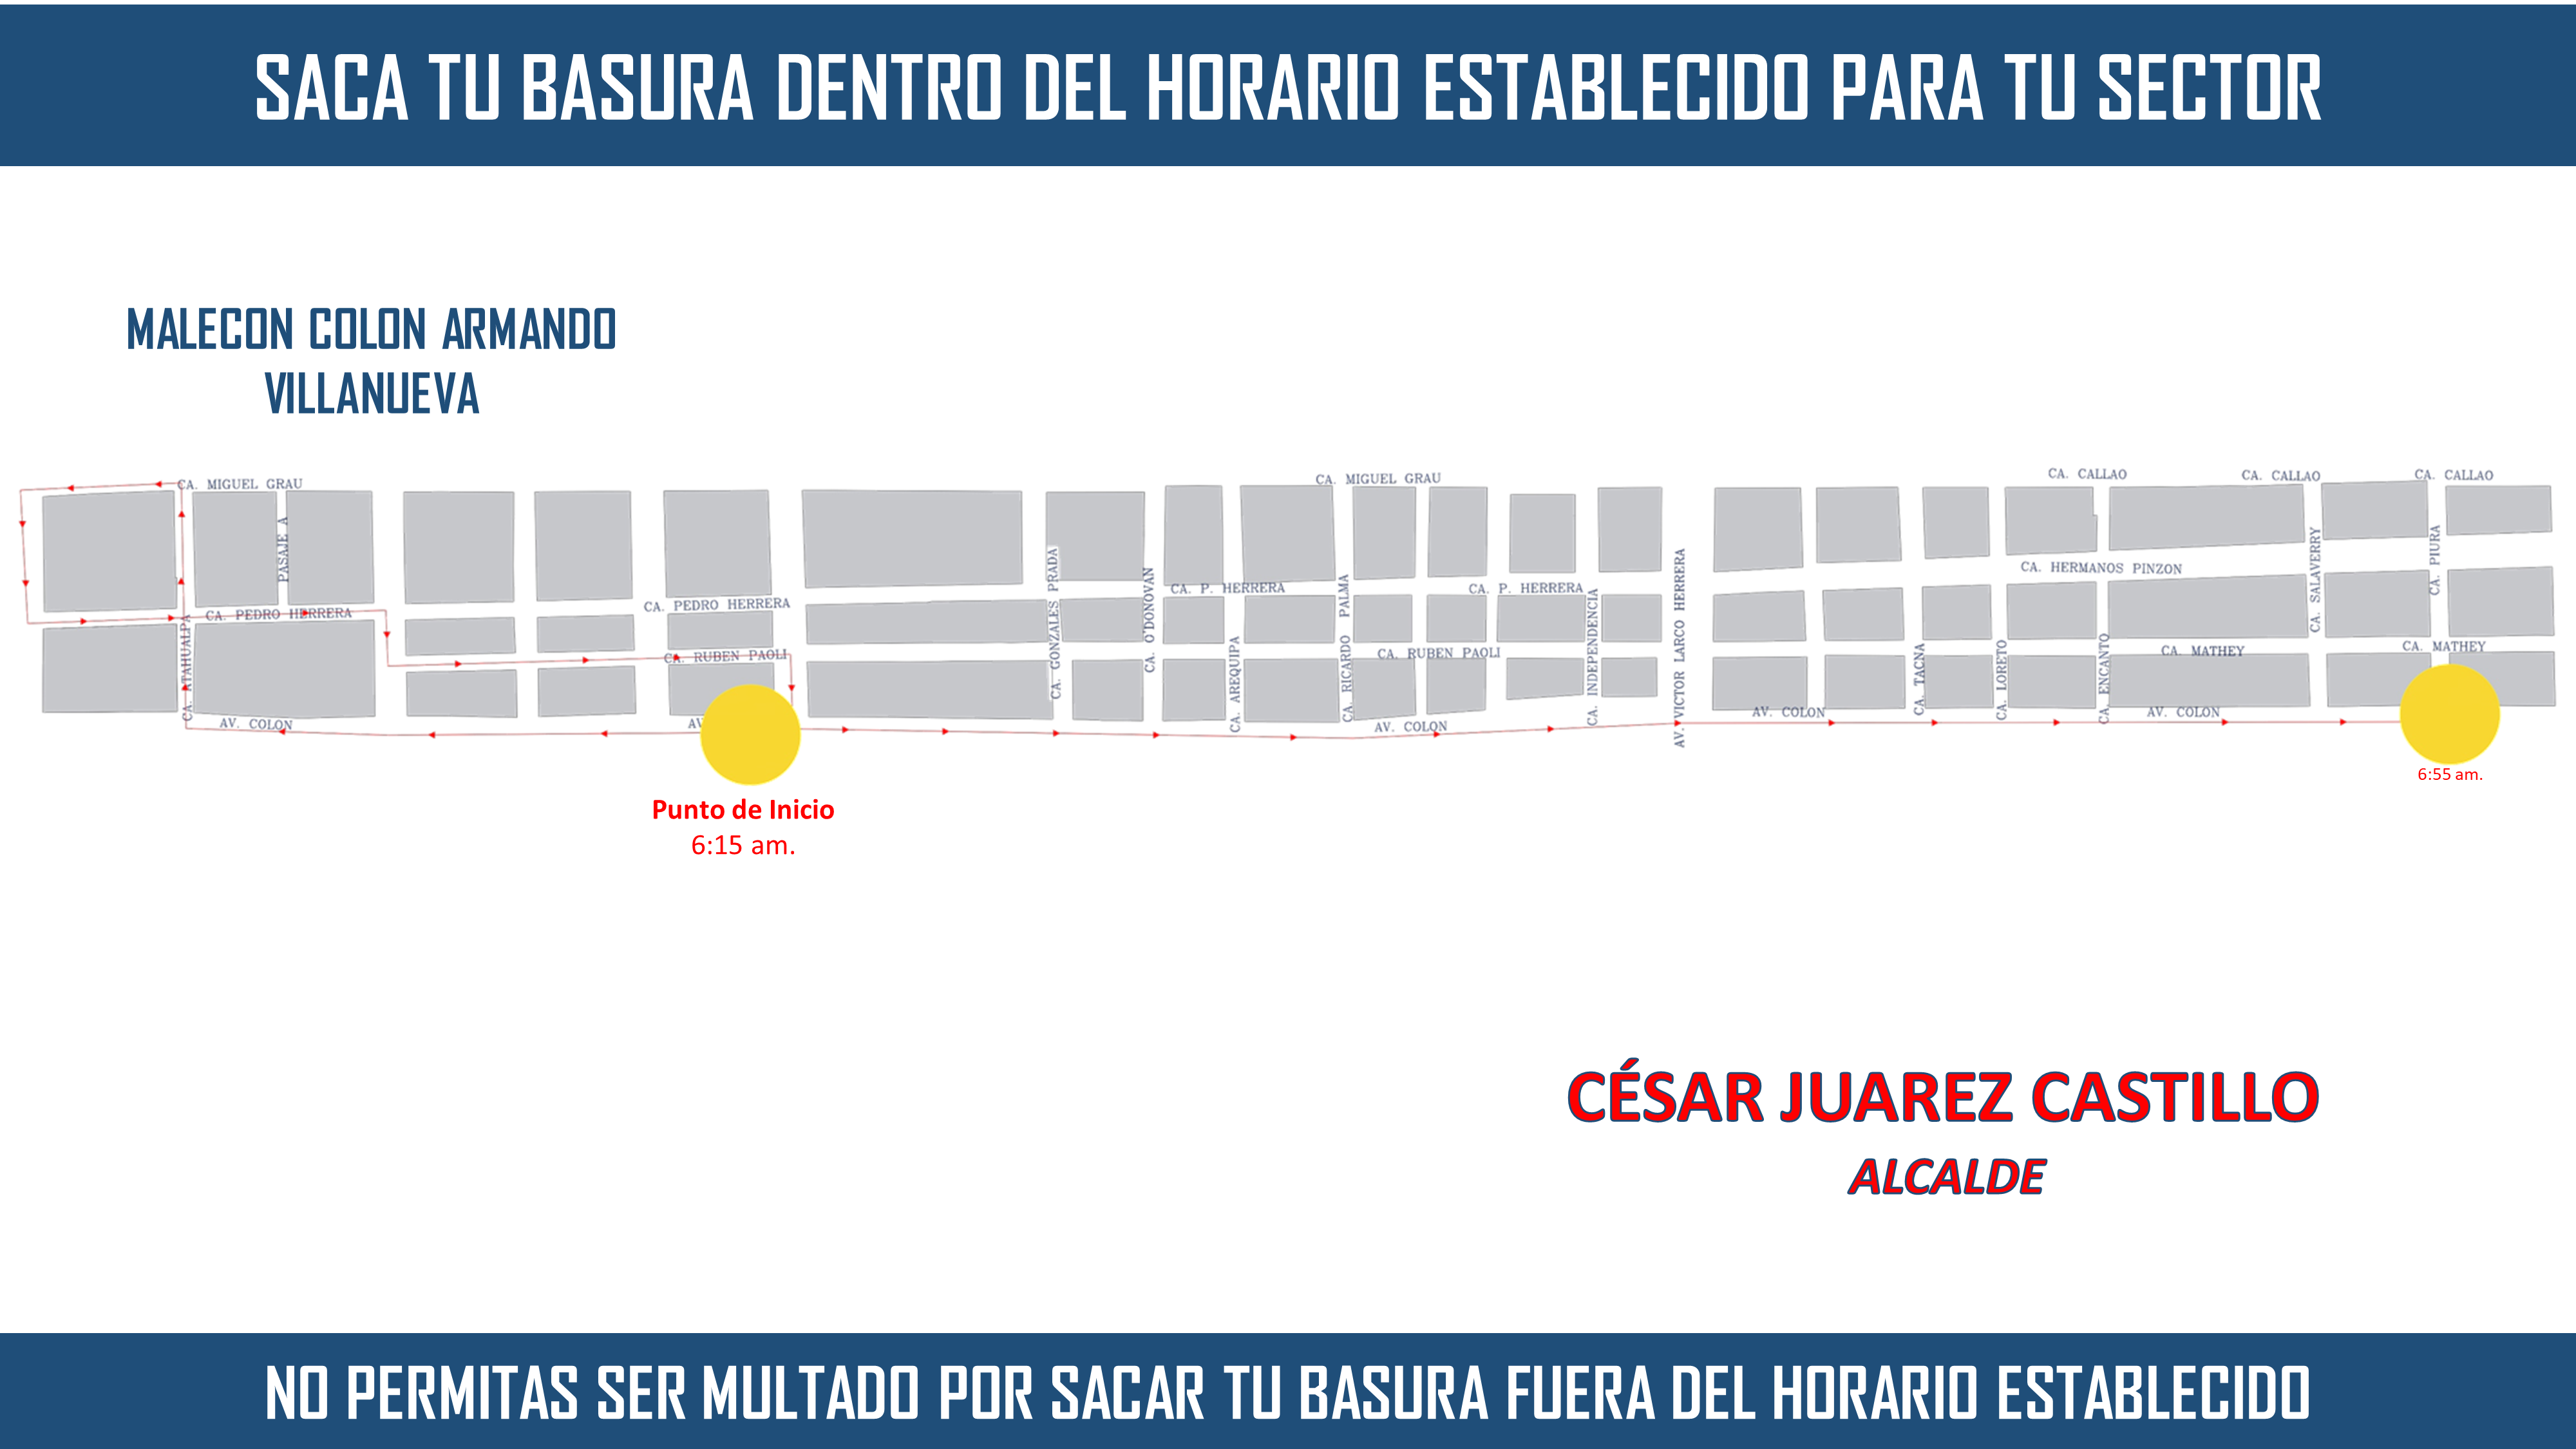 SACA TU BASURA DENTRO DEL HORARIO ESTABLECIDO PARA TU SECTOR
MALECON COLON ARMANDO
VILLANUEVA
CA. MIGUEL GRAU
CA. MIGUEL GRAU
CA. CALLAO
CA. CALLAO
CA. CALLAO
PASAJE A
CA. PEDRO HERRERA
CA. PEDRO HERRERA
CA. P. HERRERA
CA. P. HERRERA
CA. HERMANOS PINZON
CA. ATAHUALPA
CA. GONZALES PRADA
CA. O'DONOVAN
CA. AREQUIPA
CA. RICARDO PALMA
CA. INDEPENDENCIA
AV. VICTOR LARCO HERRERA
CA. TACNA
CA. LORETO
CA. ENCANTO
CA. SALAVERRY
CA. PIURA
CA. RUBEN PAOLI
CA. RUBEN PAOLI
CA. MATHEY
CA. MATHEY
AV. COLON
AV
AV. COLON
AV. COLON
AV. COLON
Punto de Inicio
6:15 am.
6:55 am.
CÉSAR JUAREZ CASTILLO
ALCALDE
NO PERMITAS SER MULTADO POR SACAR TU BASURA FUERA DEL HORARIO ESTABLECIDO